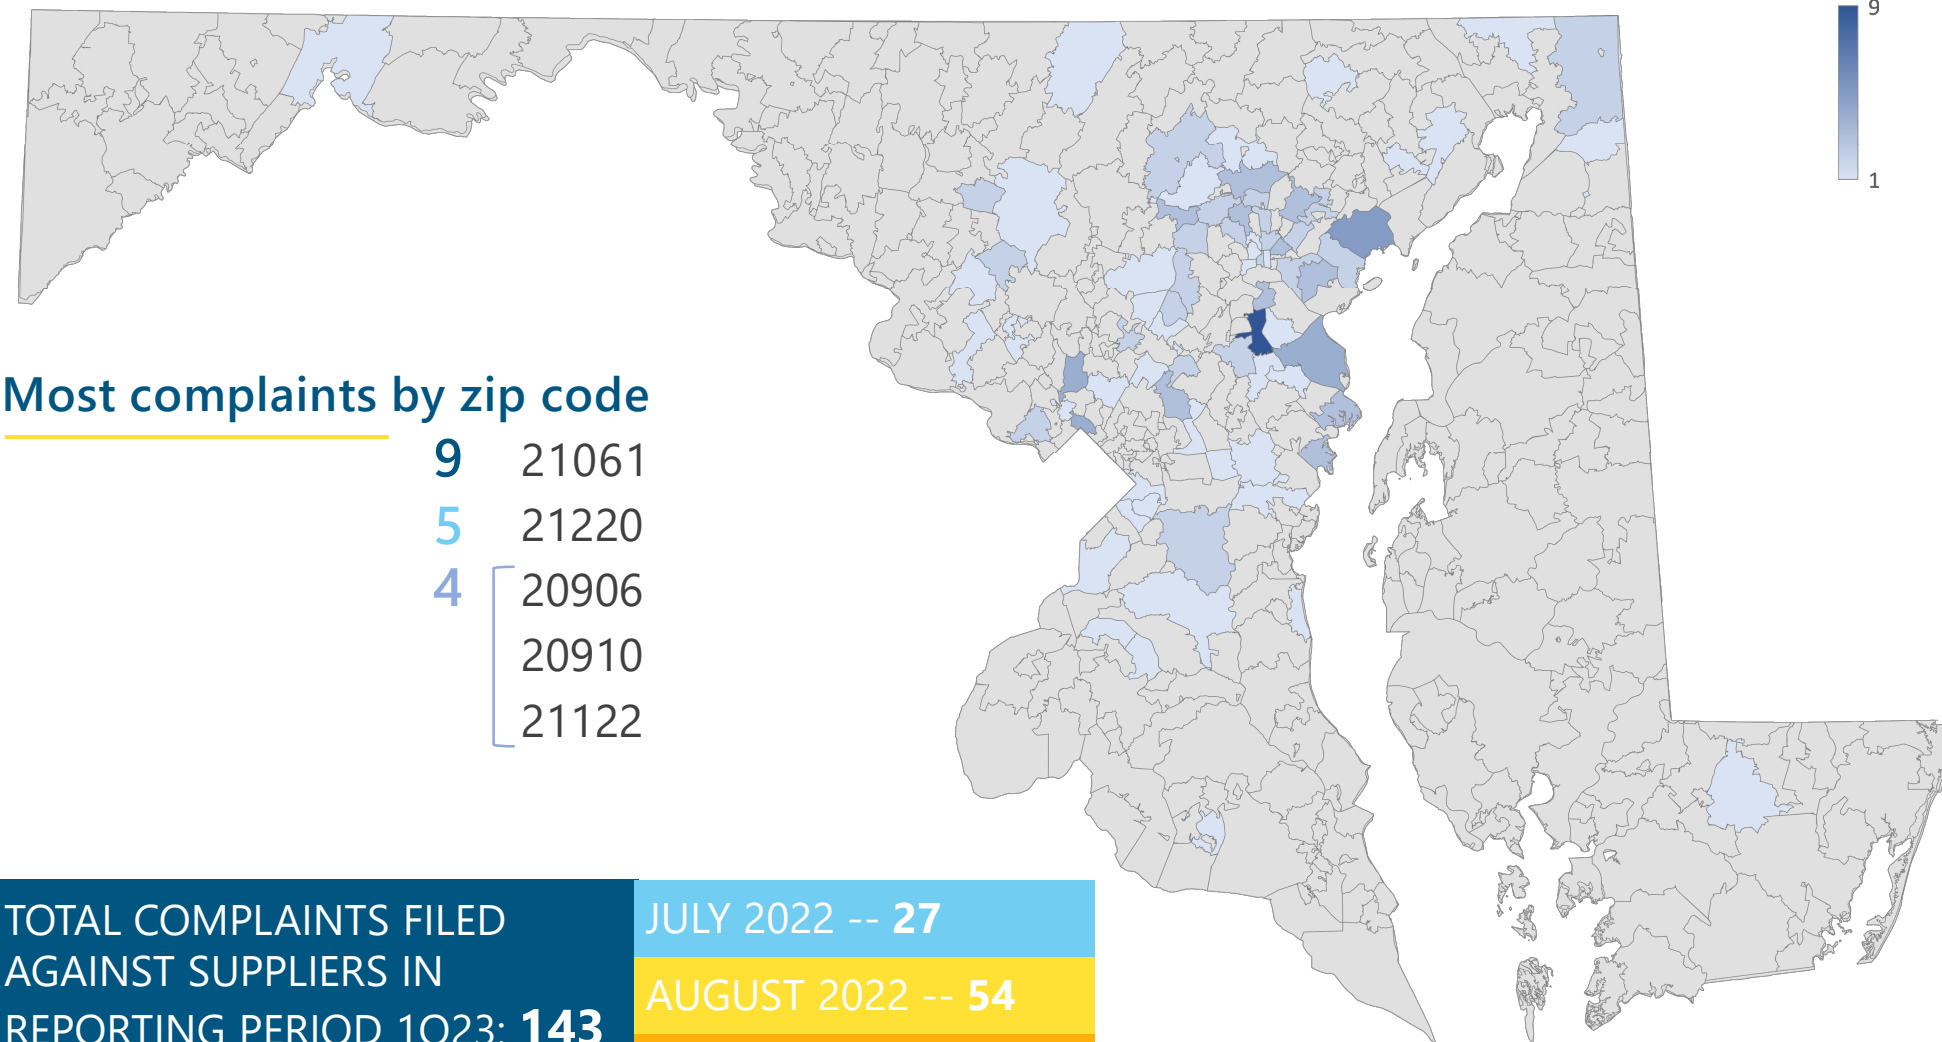 9
1
Most complaints by zip code
9 21061
5 21220
4 20906
20910
21122
TOTAL COMPLAINTS FILED
AGAINST SUPPLIERS IN
REPORTING PERIOD 1Q23: 143
JULY 2022 -- 27
AUGUST 2022 -- 54